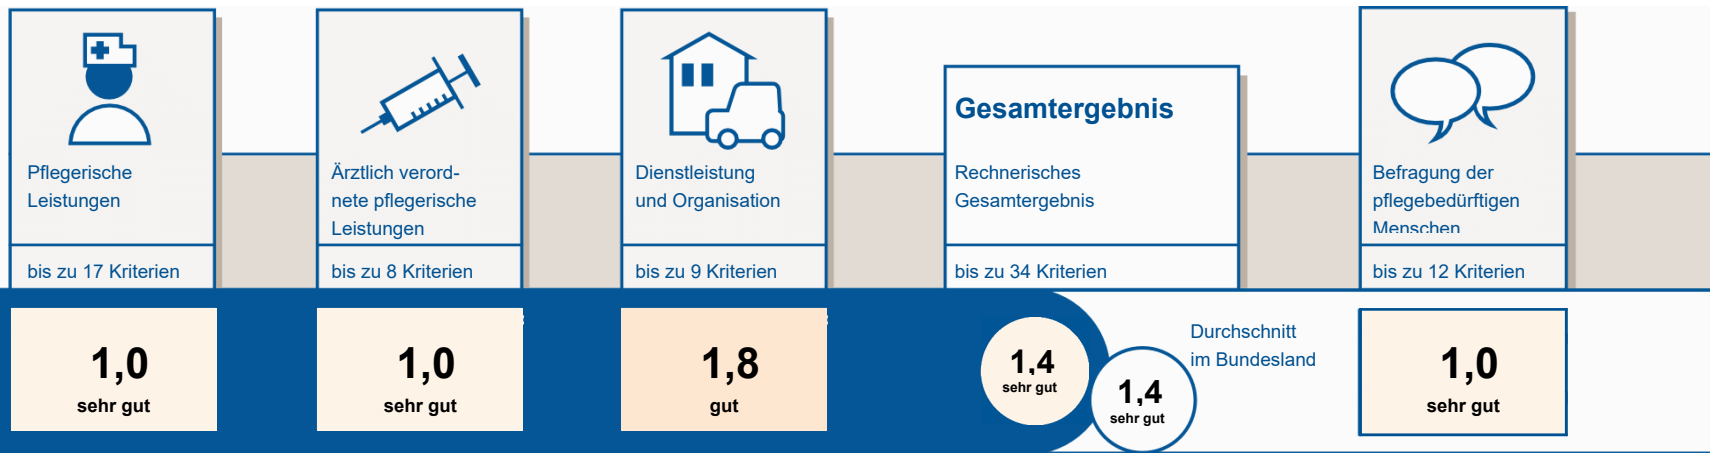 Pflegerische
Leistungen
bis zu 17 Kriterien
1,0
sehr gut
Ärztlich verord-
nete pflegerische
Leistungen
bis zu 8 Kriterien
1,0
sehr gut
Dienstleistung
und Organisation
bis zu 9 Kriterien
1,8
gut
Gesamtergebnis
Rechnerisches
Gesamtergebnis
bis zu 34 Kriterien
1,4
sehr gut
Durchschnitt
im Bundesland
1,4
sehr gut
Befragung der
pflegebedürftigen
Menschen
bis zu 12 Kriterien
1,0
sehr gut